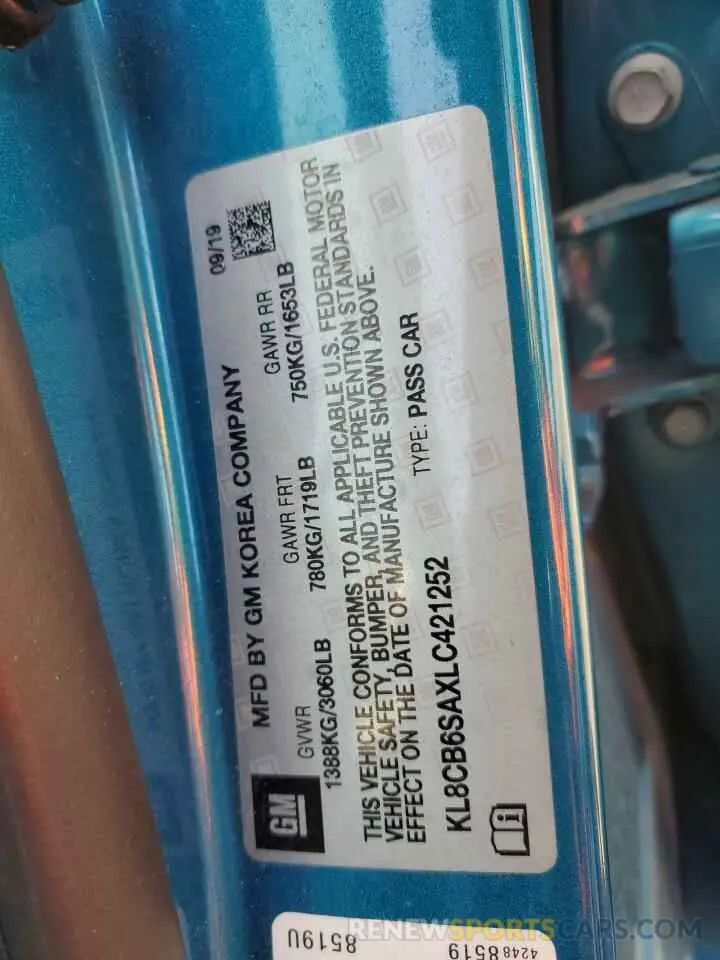 MFD BY GM KOREA COMPANY 09/19
GM
GVWR GAWR FRT GAWR RR
1388KG/3060LB 780KG/1719LB 750KG/1653LB
THIS VEHICLE CONFORMS TO ALL APPLICABLE U.S. FEDERAL MOTOR
VEHICLE SAFETY, BUMPER, AND THEFT PREVENTION STANDARDS IN
EFFECT ON THE DATE OF MANUFACTURE SHOWN ABOVE.
KL8CB6SAXLC421252 TYPE: PASS CAR
8519U
42488519
RENEWSPORTSCARS.COM